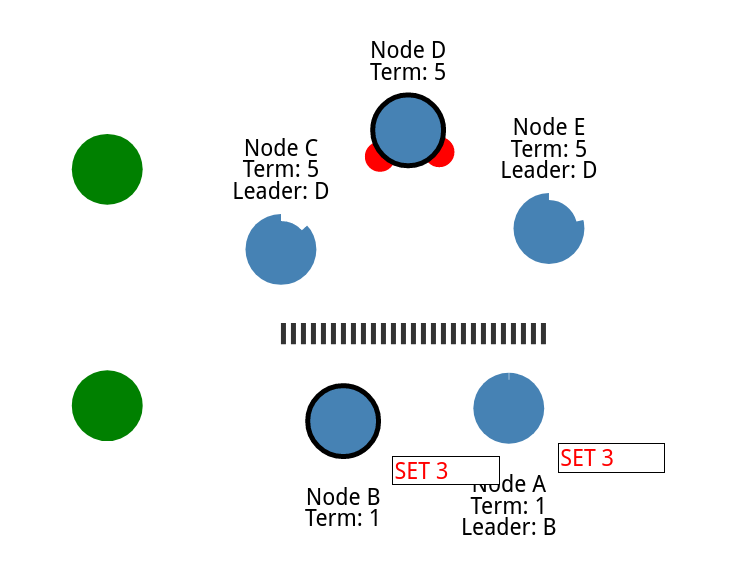 Node D
Term: 5
Node C
Term: 5
Leader: D
Node E
Term: 5
Leader: D
SET 3
SET 3
Node B
Term: 1
Node A
Term: 1
Leader: B